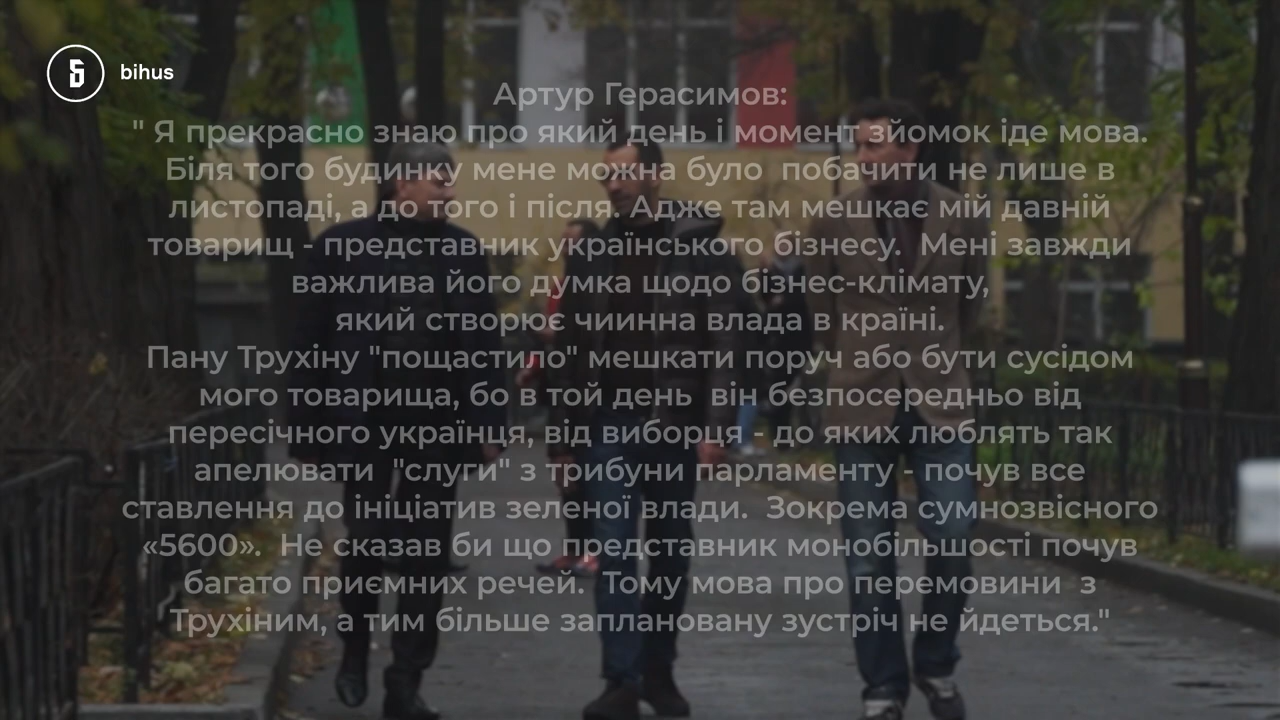 bihus
Артур Герасимов:
" Я прекрасно знаю про який день і момент зйомок іде мова.
Біля того будинку мене можна було побачити не лише в
листопаді, а до того і після. Адже там мешкає мій давній
товарищ - представник українського бізнесу. Мені завжди
важлива його думка щодо бізнес-клімату,
який створює чиинна влада в країні.
Пану Трухіну "пощастило" мешкати поруч або бути сусідом
мого товарища, бо в той день він безпосередньо від
пересічного українця, від виборця - до яких люблять так
апелювати "слуги" з трибуни парламенту - почув все
ставлення до ініціатив зеленої влади. Зокрема сумнозвісного
«5600». Не сказав би що представник монобільшості почув
багато приємних речей. Тому мова про перемовини з
Трухіним, а тим більше заплановану зустріч не йдеться."